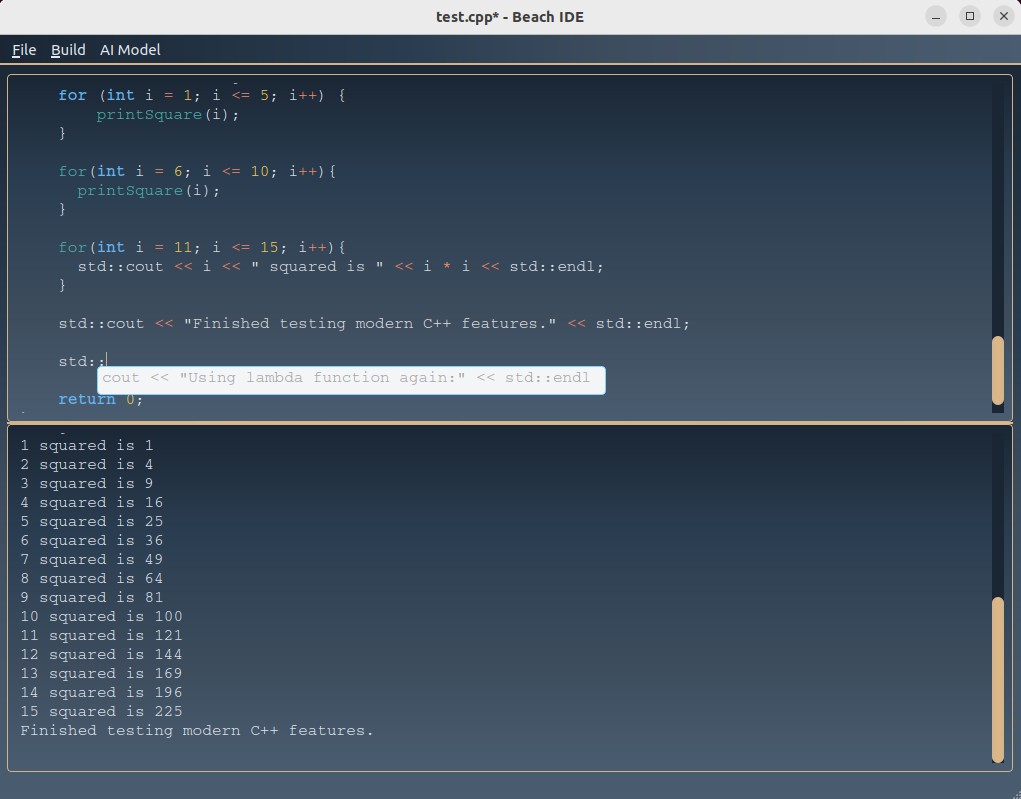 test.cpp* - Beach IDE
File Build AI Model
for (int i = 1; i <= 5; i++) {
printSquare(i);
}
for(int i = 6; i <= 10; i++){
printSquare(i);
}
for(int i = 11; i <= 15; i++){
std::cout << i << " squared is " << i * i << std::endl;
}
std::cout << "Finished testing modern C++ features." << std::endl;
std::
cout << "Using lambda function again:" << std::endl
return 0;
1 squared is 1
2 squared is 4
3 squared is 9
4 squared is 16
5 squared is 25
6 squared is 36
7 squared is 49
8 squared is 64
9 squared is 81
10 squared is 100
11 squared is 121
12 squared is 144
13 squared is 169
14 squared is 196
15 squared is 225
Finished testing modern C++ features.